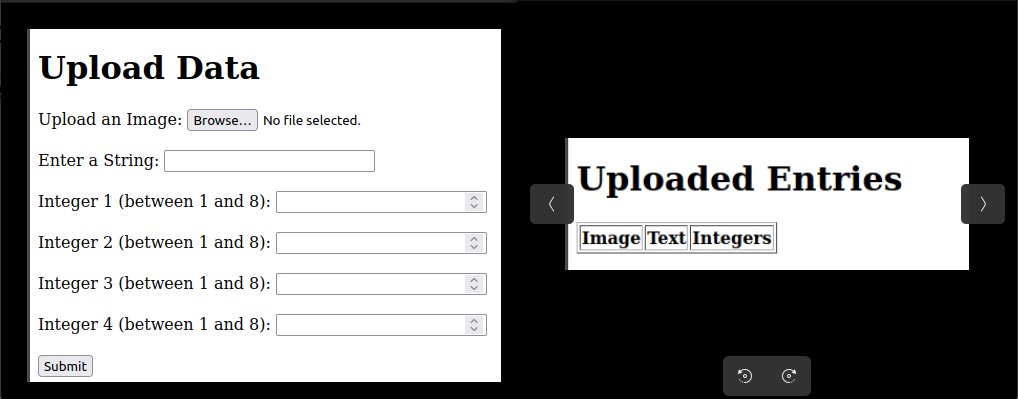 Upload Data
Upload an Image: Browse... No file selected.
Enter a String:
Integer 1 (between 1 and 8):
Integer 2 (between 1 and 8):
Integer 3 (between 1 and 8):
Integer 4 (between 1 and 8):
Submit
Uploaded Entries
Image Text Integers